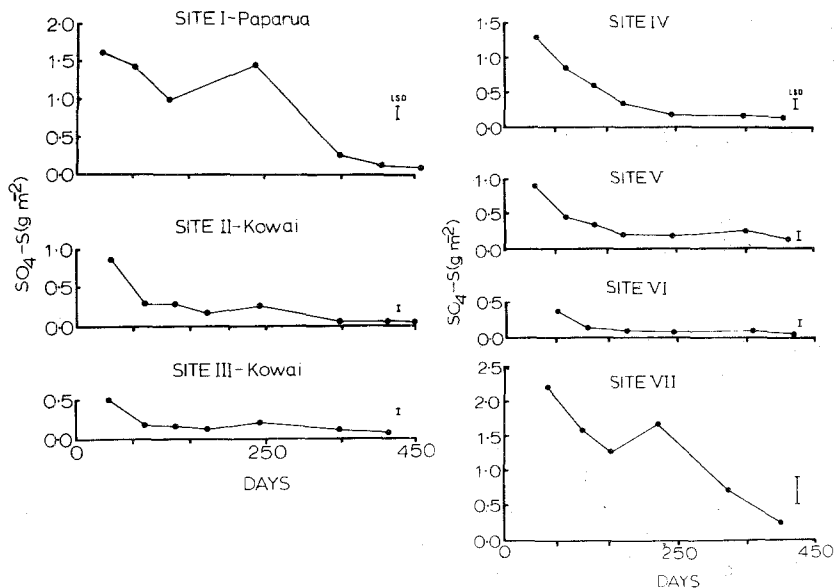 SITE I-Paparua
2.0
1.5
1.0
0.5
0.0
LSD
SO4-S(g m-2)
SITE II-Kowai
1.0
0.5
0.0
SITE III-Kowai
0.5
0.0
0
250
450
DAYS
SITE IV
1.5
1.0
0.5
0.0
LSD
SO4-S(g m-2)
SITE V
1.0
0.5
0.0
SITE VI
0.5
0.0
SITE VII
2.5
2.0
1.5
1.0
0.5
0.0
0
250
450
DAYS